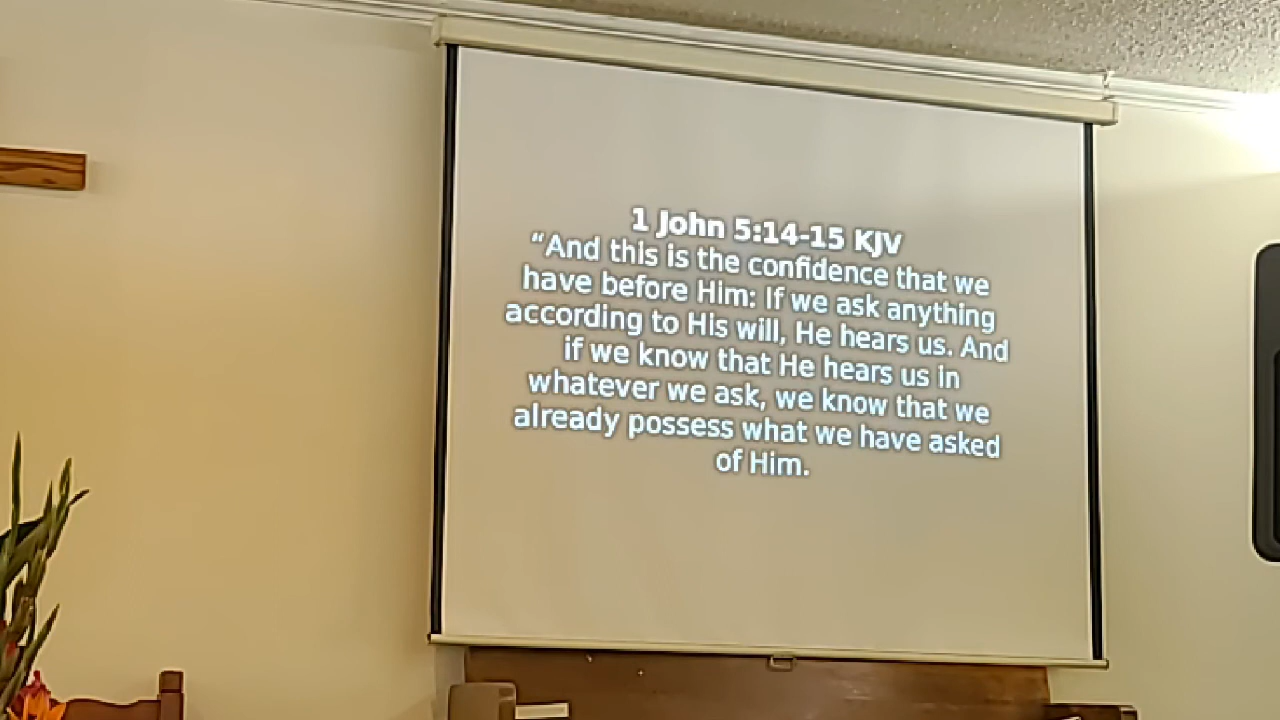 1 John 5:14-15 KJV
“And this is the confidence that we
have before Him: If we ask anything
according to His will, He hears us. And
if we know that He hears us in
whatever we ask, we know that we
already possess what we have asked
of Him.